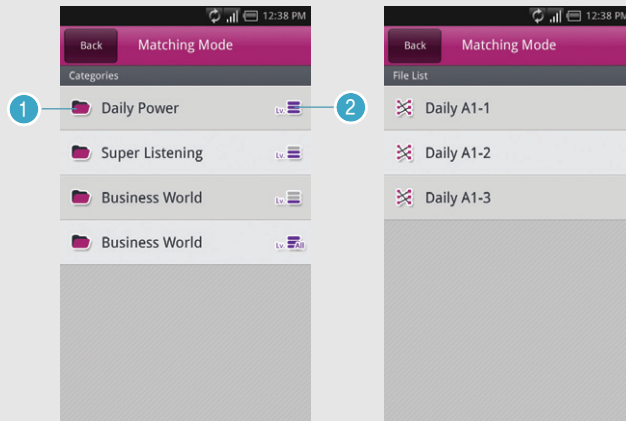 12:38 PM
Back Matching Mode
Categories
1 Daily Power Lv. 2
Super Listening Lv.
Business World Lv.
Business World Lv. All
12:38 PM
Back Matching Mode
File List
Daily A1-1
Daily A1-2
Daily A1-3